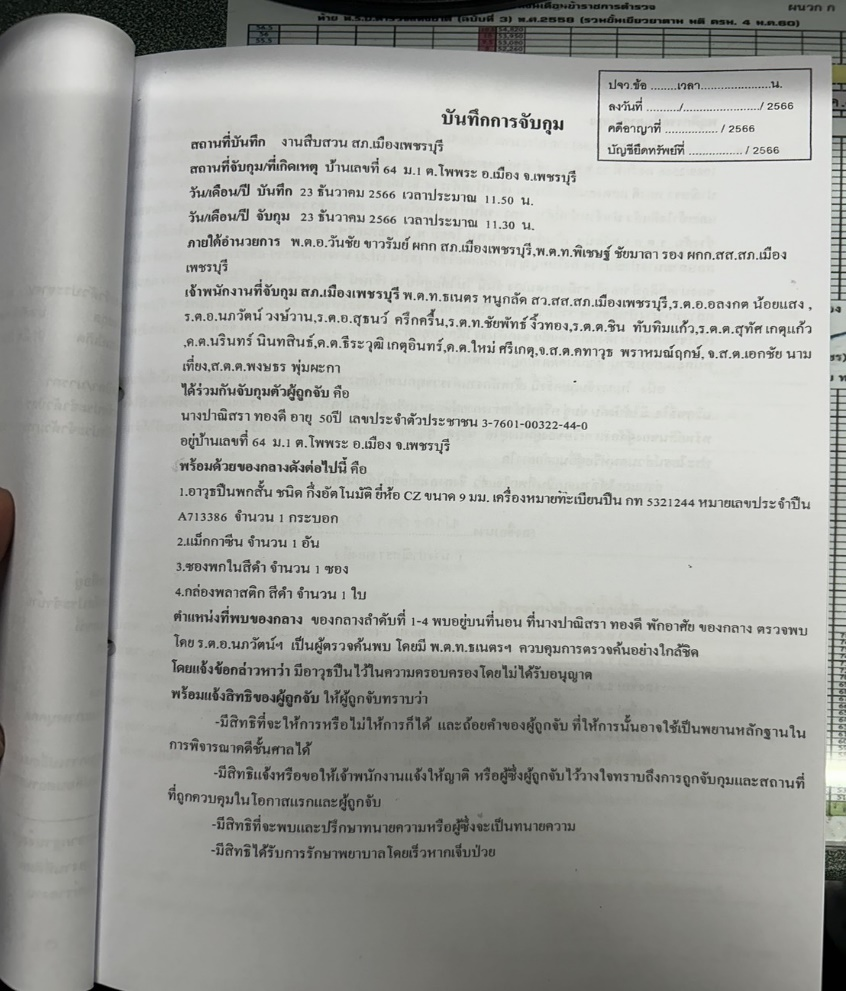 ผนวก ก
ท้าย พ.ร.บ.ตำรวจแห่งชาติ (ฉบับที่ 3) พ.ศ.2558
ปจว.ข้อ ........เวลา......................น.
ลงวันที่ ........../......................../ 2566
คดีอาญาที่ ................ / 2566
บัญชียึดทรัพย์ที่ ................ / 2566
บันทึกการจับกุม
สถานที่บันทึก งานสืบสวน สภ.เมืองเพชรบุรี
สถานที่จับกุม/ที่เกิดเหตุ บ้านเลขที่ 64 ม.1 ต.โพพระ อ.เมือง จ.เพชรบุรี
วัน/เดือน/ปี บันทึก 23 ธันวาคม 2566 เวลาประมาณ 11.50 น.
วัน/เดือน/ปี จับกุม 23 ธันวาคม 2566 เวลาประมาณ 11.30 น.
ภายใต้อำนวยการ พ.ต.อ.วันชัย ขาวรัมย์ ผกก สภ.เมืองเพชรบุรี,พ.ต.ท.พิเชษฐ์ ชัยมาลา รอง ผกก.สส.สภ.เมือง
เพชรบุรี
เจ้าพนักงานที่จับกุม สภ.เมืองเพชรบุรี พ.ต.ท.ธเนตร หนูกลัด สว.สส.สภ.เมืองเพชรบุรี,ร.ต.อ.อลงกต น้อยแสง ,
ร.ต.อ.นภวัตน์ วงษ์วาน,ร.ต.อ.สุธนว์ ครึกครื้น,ร.ต.ท.ชัยพัทธ์ งิ้วทอง,ร.ต.ต.ชิน ทับทิมแก้ว,ร.ต.ต.สุทัศ เกตุแก้ว
,ด.ต.นรินทร์ นินทสินธ์,ด.ต.ธีระวุฒิ เกตุอินทร์,ด.ต.ใหม่ ศรีเกตุ,จ.ส.ต.คทาวุธ พราหมณ์ฤกษ์, จ.ส.ต.เอกชัย นาม
เที่ยง,ส.ต.ต.พงษธร พุ่มผะกา
ได้ร่วมกันจับกุมตัวผู้ถูกจับ คือ
นางปาณิสรา ทองดี อายุ 50ปี เลขประจำตัวประชาชน 3-7601-00322-44-0
อยู่บ้านเลขที่ 64 ม.1 ต.โพพระ อ.เมือง จ.เพชรบุรี
พร้อมด้วยของกลางดังต่อไปนี้ คือ
1.อาวุธปืนพกสั้น ชนิด กึ่งอัตโนมัติ ยี่ห้อ CZ ขนาด 9 มม. เครื่องหมายทะเบียนปืน กท 5321244 หมายเลขประจำปืน
A713386 จำนวน 1 กระบอก
2.แม็กกาซีน จำนวน 1 อัน
3.ซองพกในสีดำ จำนวน 1 ซอง
4.กล่องพลาสติก สีดำ จำนวน 1 ใบ
ตำแหน่งที่พบของกลาง ของกลางลำดับที่ 1-4 พบอยู่บนที่นอน ที่นางปาณิสรา ทองดี พักอาศัย ของกลาง ตรวจพบ
โดย ร.ต.อ.นภวัตน์ฯ เป็นผู้ตรวจค้นพบ โดยมี พ.ต.ท.ธเนตรฯ ควบคุมการตรวจค้นอย่างใกล้ชิด
โดยแจ้งข้อกล่าวหาว่า มีอาวุธปืนไว้ในความครอบครองโดยไม่ได้รับอนุญาต
พร้อมแจ้งสิทธิของผู้ถูกจับ ให้ผู้ถูกจับทราบว่า
-มีสิทธิที่จะให้การหรือไม่ให้การก็ได้ และถ้อยคำของผู้ถูกจับ ที่ให้การนั้นอาจใช้เป็นพยานหลักฐานใน
การพิจารณาคดีชั้นศาลได้
-มีสิทธิแจ้งหรือขอให้เจ้าพนักงานแจ้งให้ญาติ หรือผู้ซึ่งผู้ถูกจับไว้วางใจทราบถึงการถูกจับกุมและสถานที่
ที่ถูกควบคุมในโอกาสแรกและผู้ถูกจับ
-มีสิทธิที่จะพบและปรึกษาทนายความหรือผู้ซึ่งจะเป็นทนายความ
-มีสิทธิได้รับการรักษาพยาบาลโดยเร็วหากเจ็บป่วย